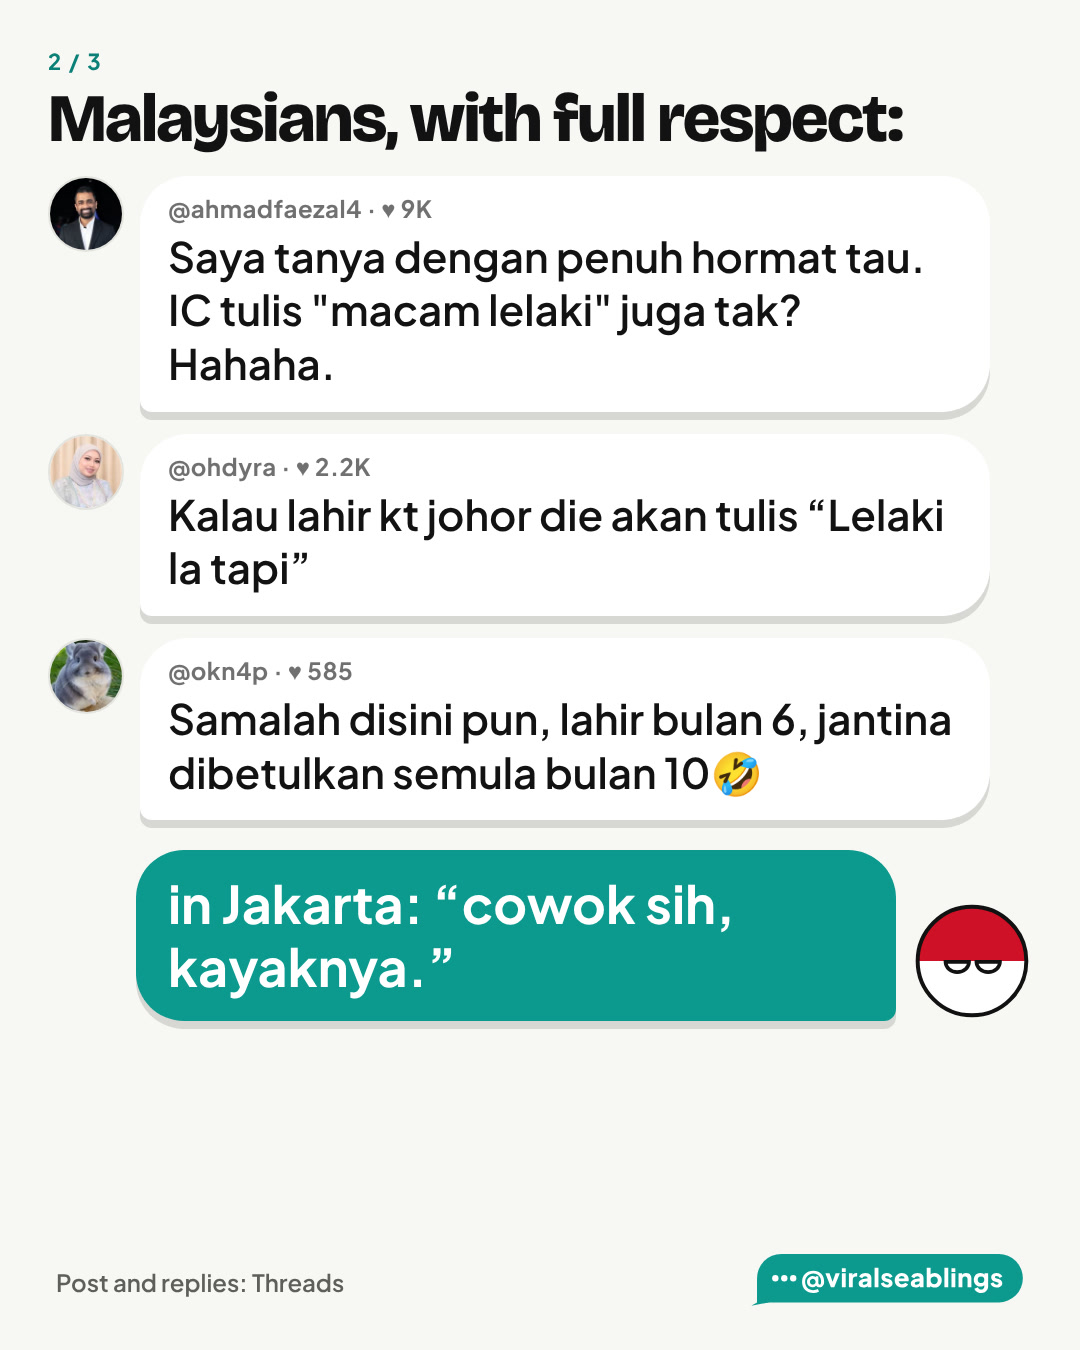 2 / 3
Malaysians, with full respect:
@ahmadfaezal4 · ♥ 9K
Saya tanya dengan penuh hormat tau.
IC tulis "macam lelaki" juga tak?
Hahaha.
@ohdyra · ♥ 2.2K
Kalau lahir kt johor die akan tulis “Lelaki
la tapi”
@okn4p · ♥ 585
Samalah disini pun, lahir bulan 6, jantina
dibetulkan semula bulan 10🤣
in Jakarta: “cowok sih,
kayaknya.”
Post and replies: Threads
@viralseablings